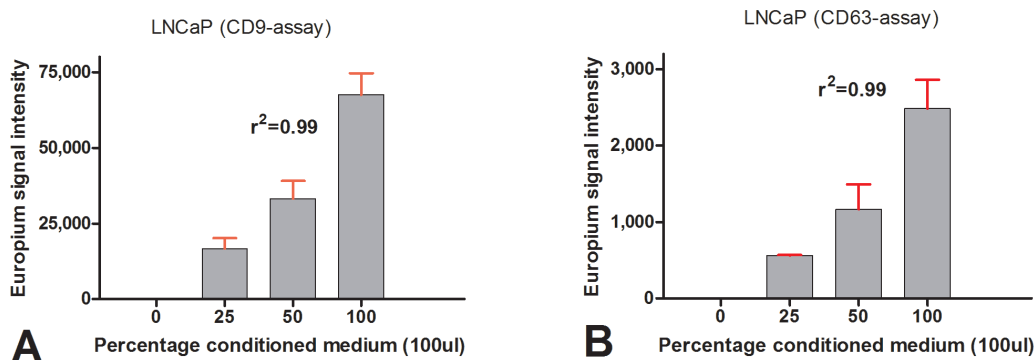 LNCaP (CD9-assay)
Europium signal intensity
75,000
50,000
25,000
0
r²=0.99
0 25 50 100
Percentage conditioned medium (100ul)
A
LNCaP (CD63-assay)
Europium signal intensity
3,000
2,000
1,000
0
r²=0.99
0 25 50 100
Percentage conditioned medium (100ul)
B